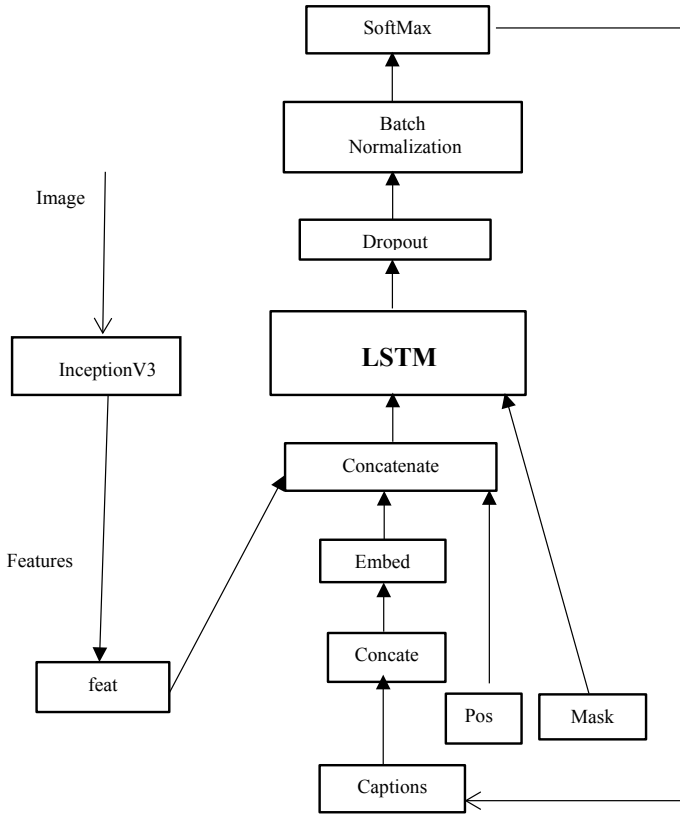 SoftMax
Batch
Normalization
Image
Dropout
LSTM
InceptionV3
Concatenate
Features
Embed
Concate
feat
Pos
Mask
Captions